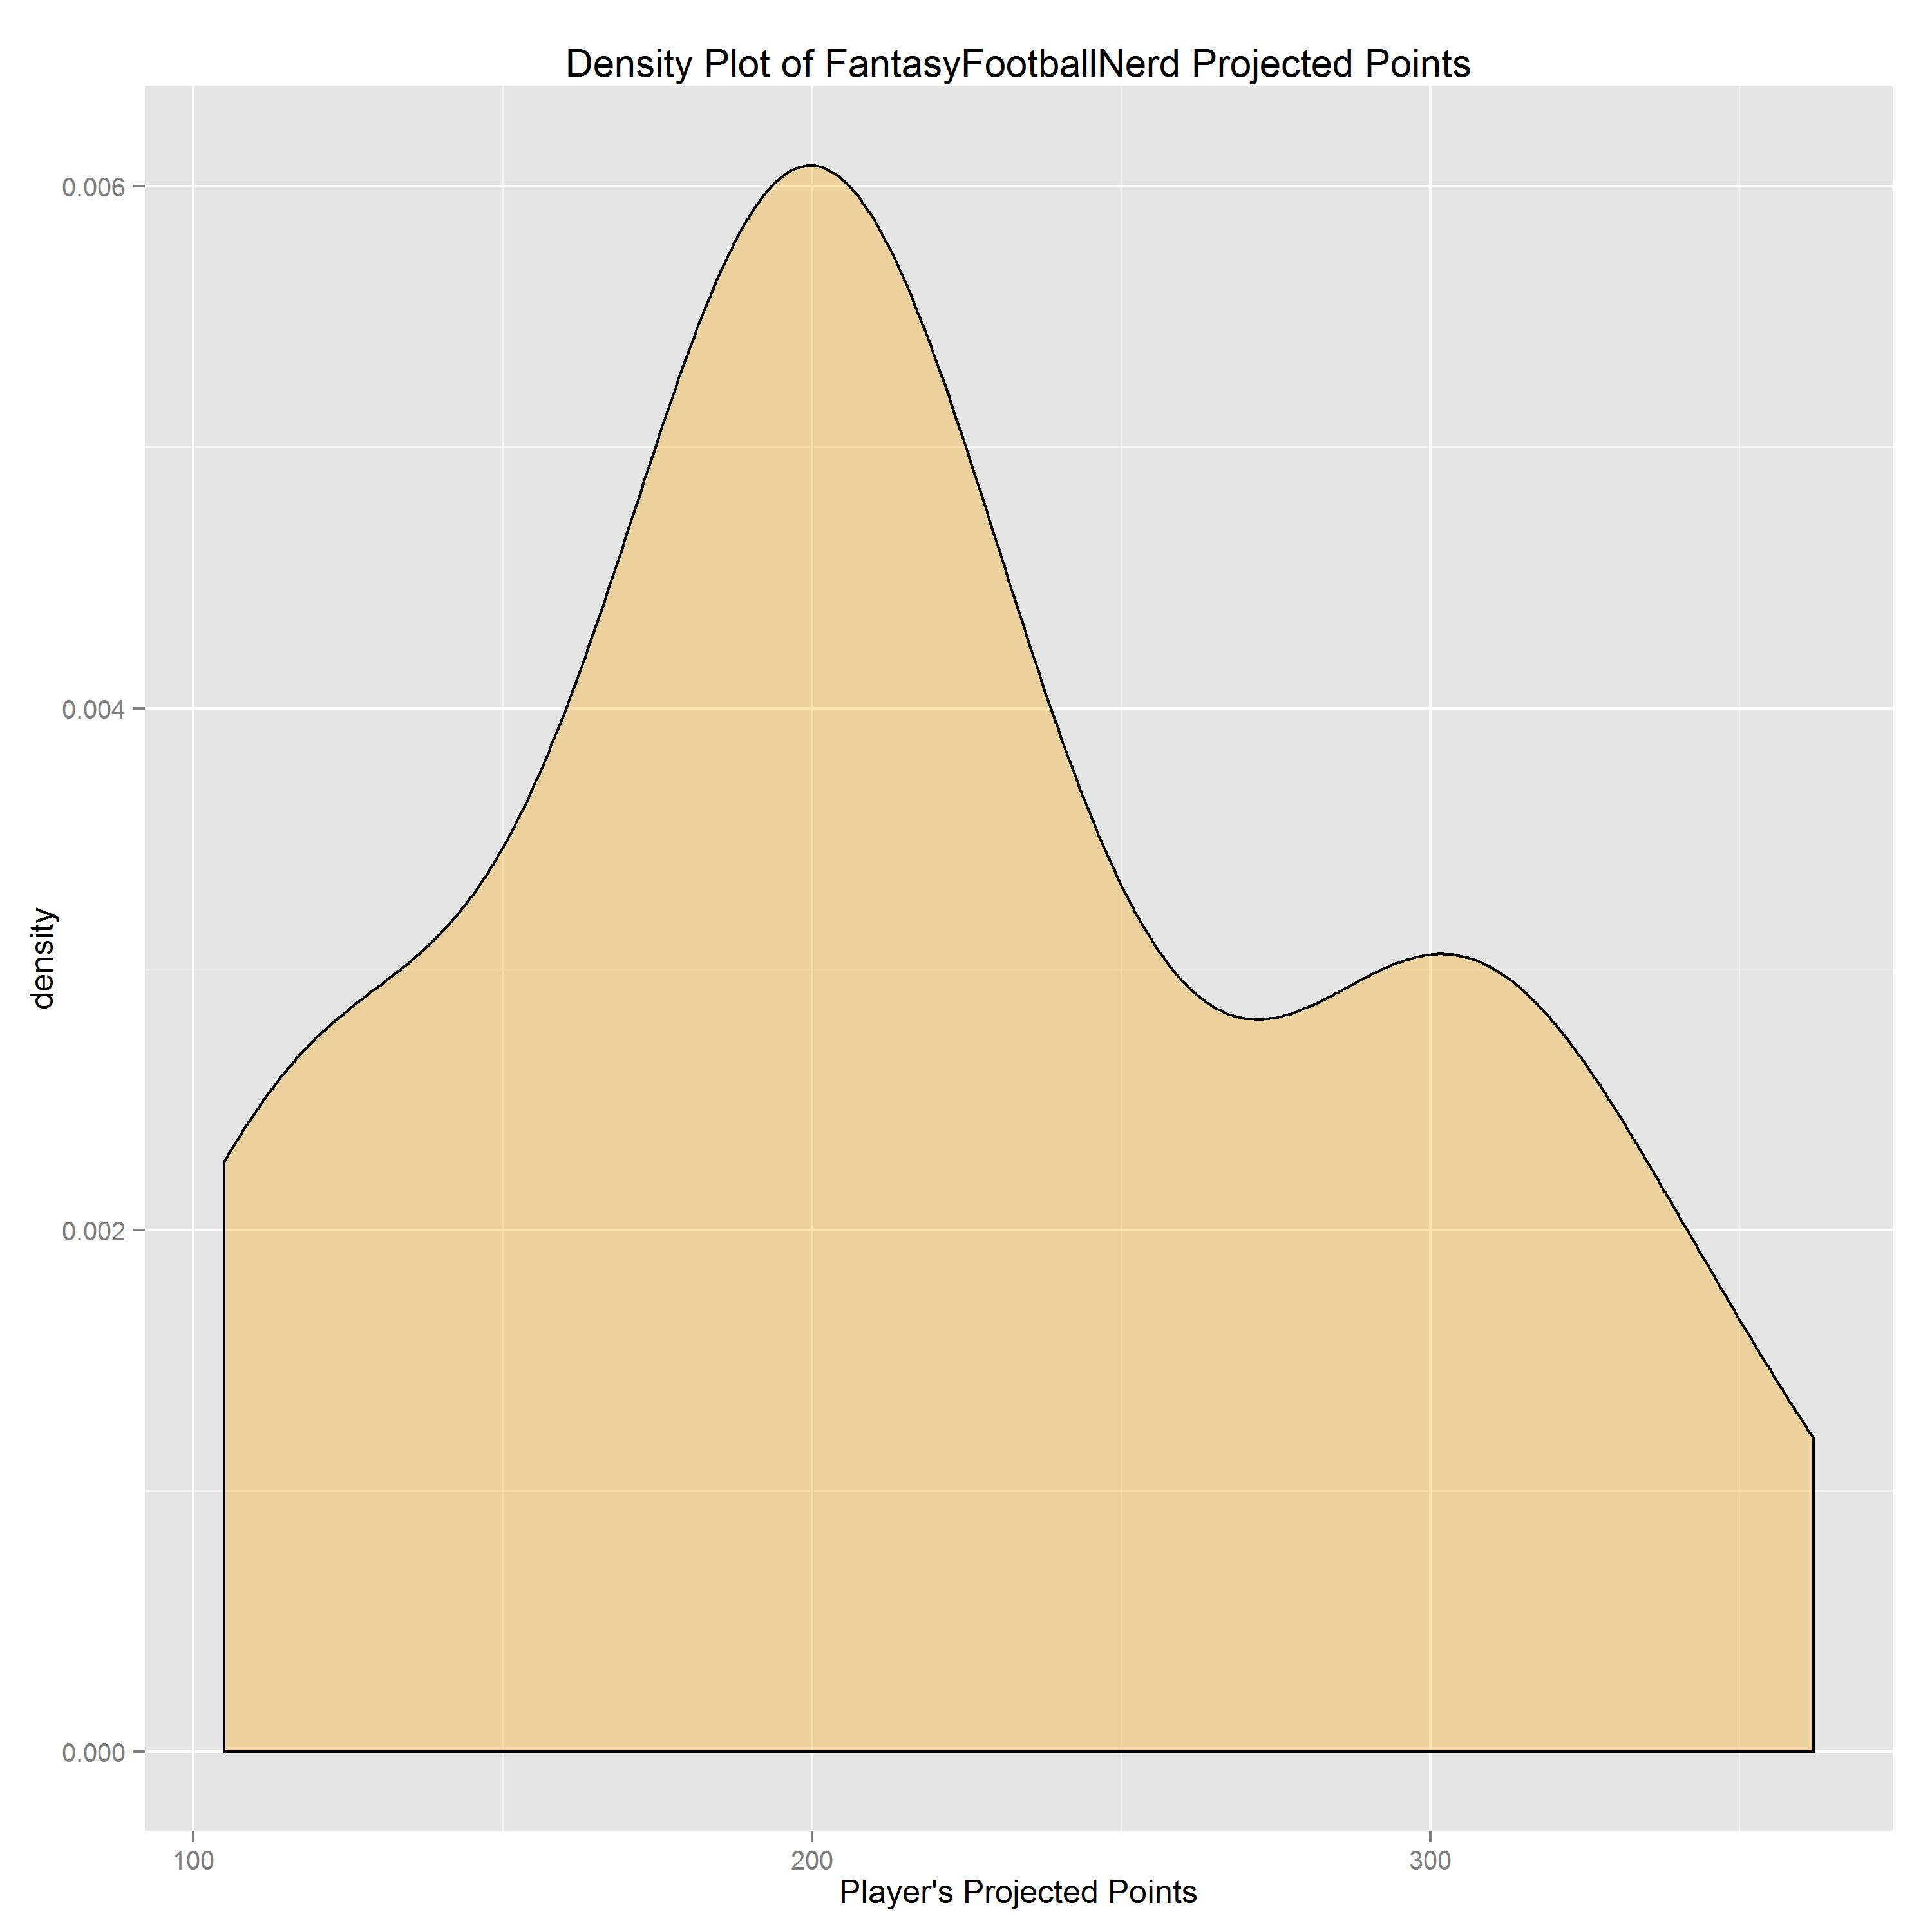 Density Plot of FantasyFootballNerd Projected Points
0.006
0.004
0.002
0.000
density
100 200 300
Player's Projected Points